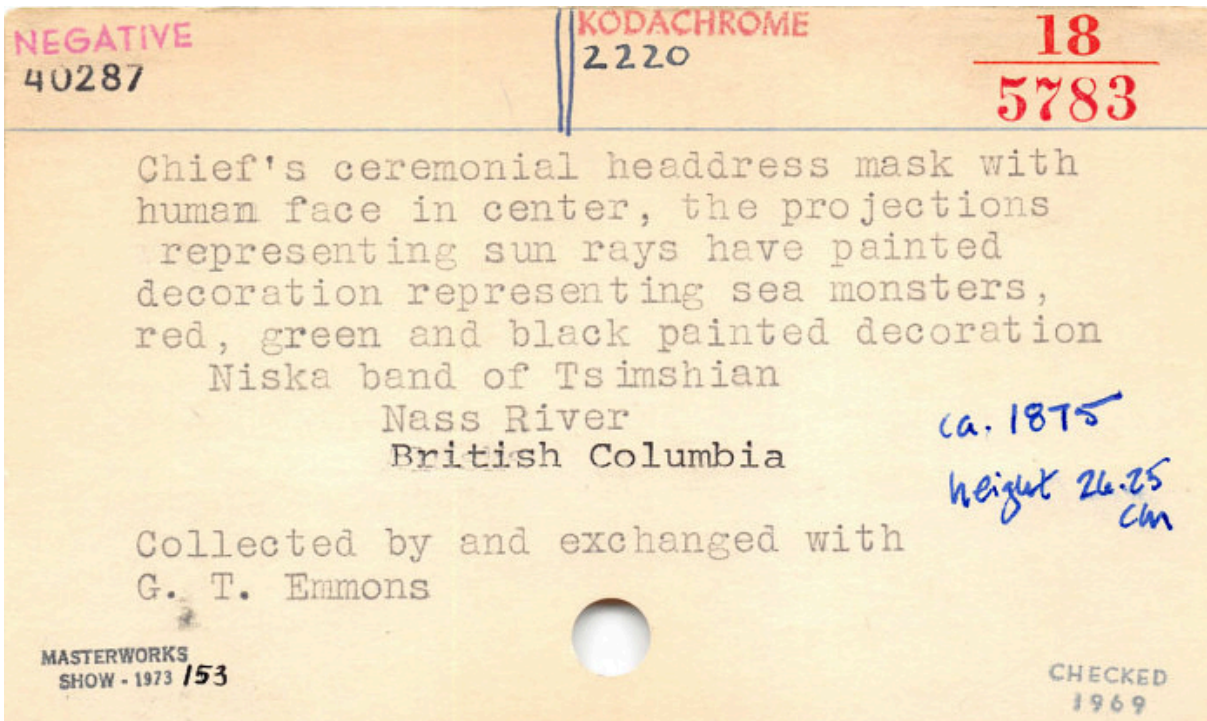 NEGATIVE
40287
KODACHROME
2220
18
5783
Chief's ceremonial headdress mask with
human face in center, the projections
representing sun rays have painted
decoration representing sea monsters,
red, green and black painted decoration
Niska band of Tsimshian
Nass River
British Columbia
ca. 1875
height 26.25
cm
Collected by and exchanged with
G. T. Emmons
MASTERWORKS
SHOW - 1973 153
CHECKED
1969